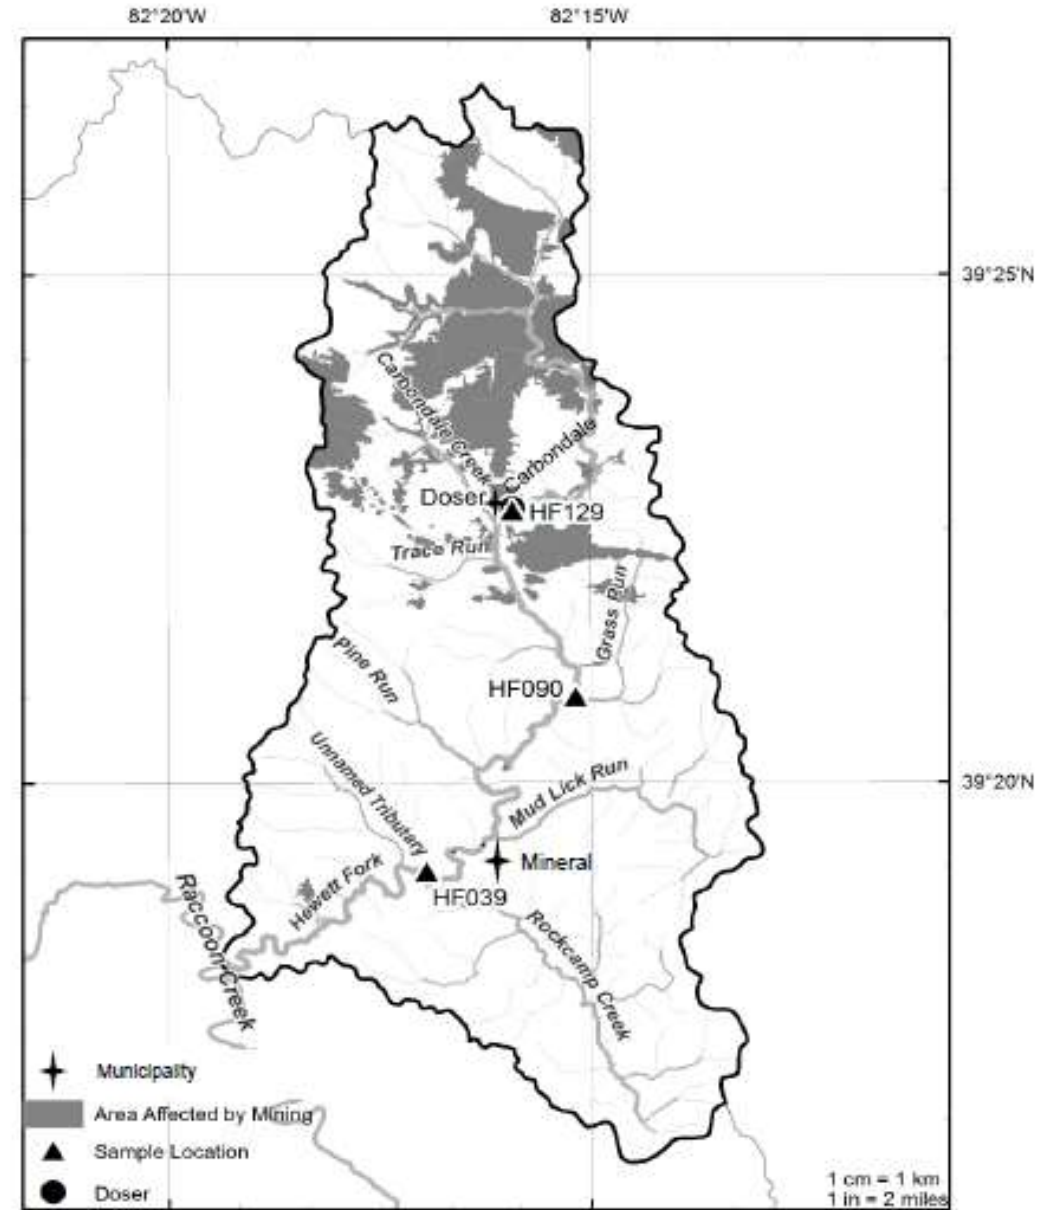 82°20'W
82°15'W
39°25'N
Carbondale Creek
Carbondale
Doser
HF129
Trace Run
Grass Run
Pine Run
HF090
Unnamed Tributary
Mud Lick Run
39°20'N
Mineral
Hewett Fork
HF039
Raccoon Creek
Rockcamp Creek
Municipality
Area Affected by Mining
Sample Location
Doser
1 cm = 1 km
1 in = 2 miles